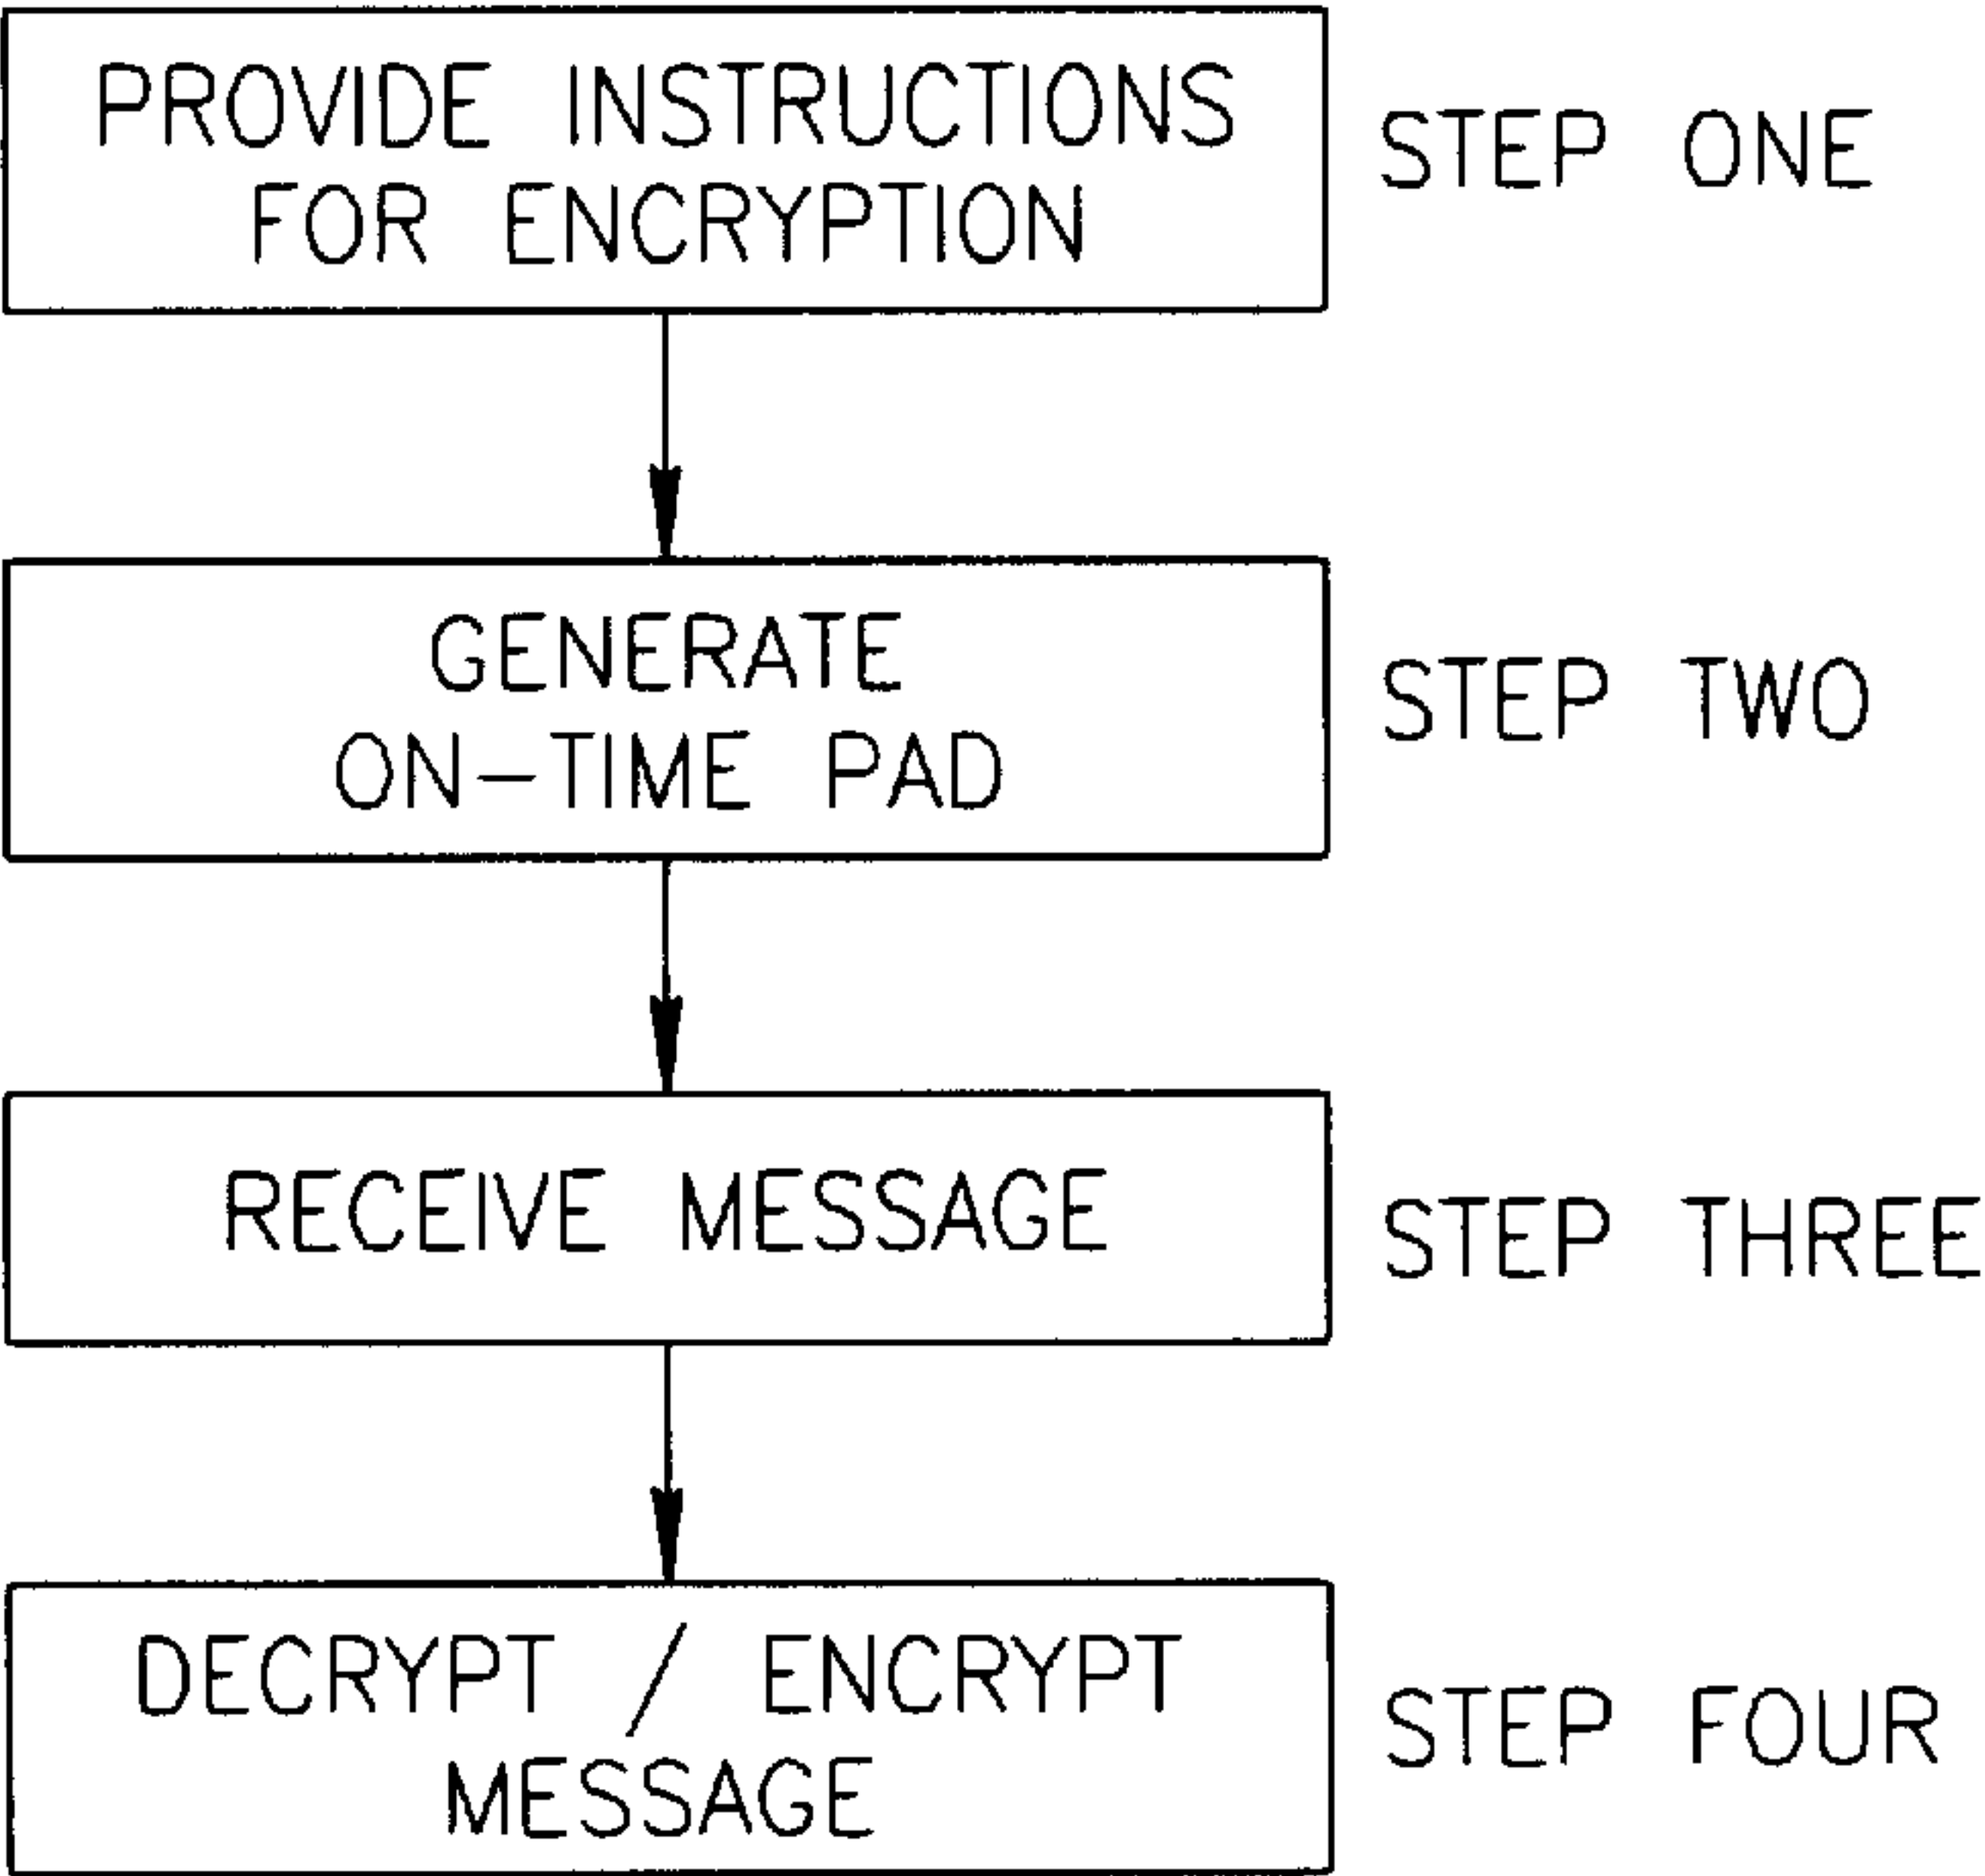 PROVIDE INSTRUCTIONS
FOR ENCRYPTION
STEP ONE
GENERATE
ON-TIME PAD
STEP TWO
RECEIVE MESSAGE
STEP THREE
DECRYPT / ENCRYPT
MESSAGE
STEP FOUR